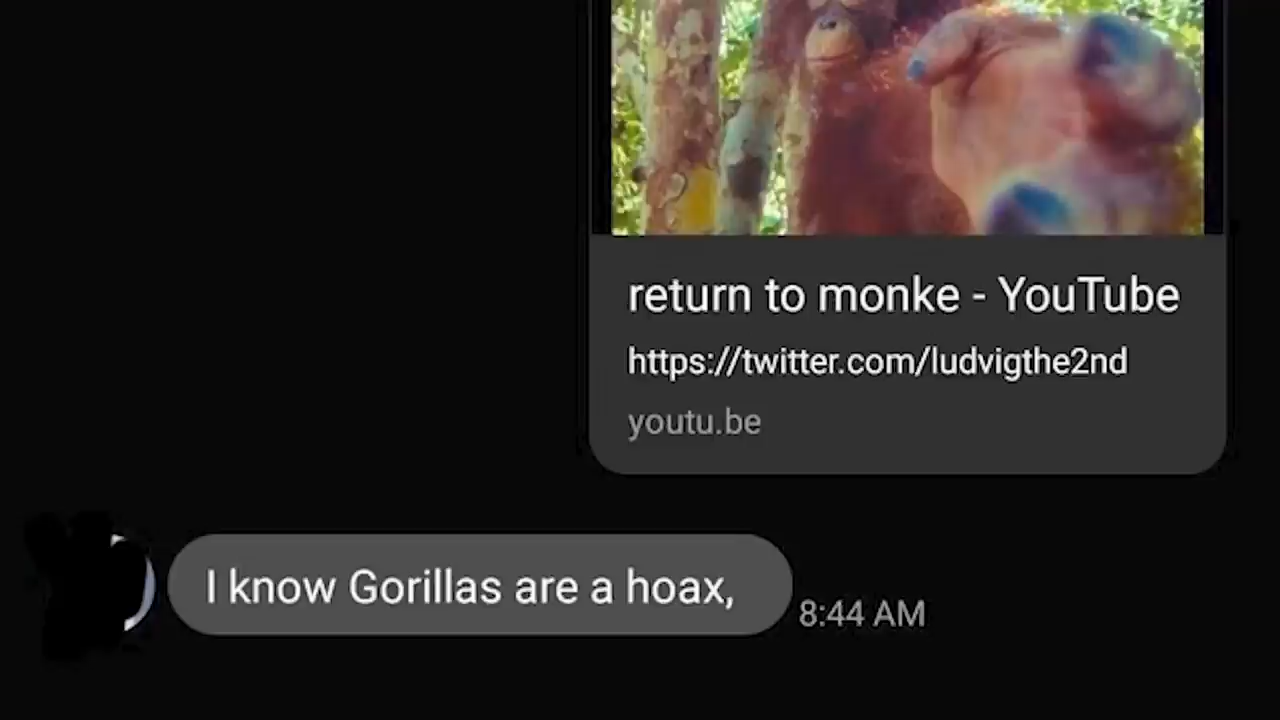 return to monke - YouTube
https://twitter.com/ludvigthe2nd
youtu.be
I know Gorillas are a hoax,
8:44 AM